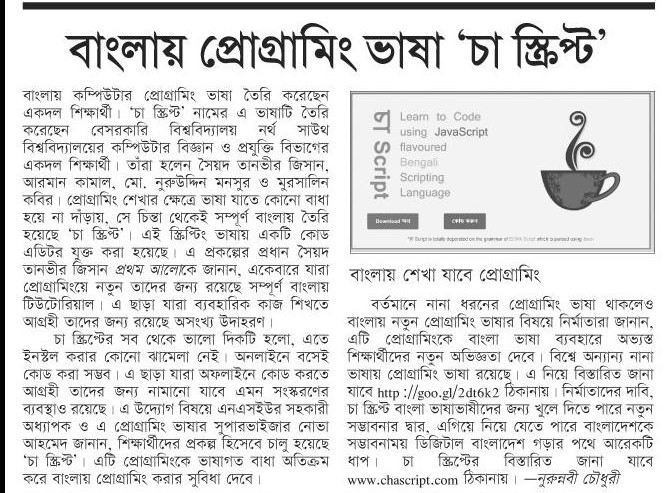 বাংলায় প্রোগ্রামিং ভাষা ‘চা স্ক্রিপ্ট’
বাংলায় কম্পিউটার প্রোগ্রামিং ভাষা তৈরি করেছেন
একদল শিক্ষার্থী। ‘চা স্ক্রিপ্ট’ নামের এ ভাষাটি তৈরি
করেছেন বেসরকারি বিশ্ববিদ্যালয় নর্থ সাউথ
বিশ্ববিদ্যালয়ের কম্পিউটার বিজ্ঞান ও প্রযুক্তি বিভাগের
একদল শিক্ষার্থী। তাঁরা হলেন সৈয়দ তানভীর জিসান,
আরমান কামাল, মো. নুরুউদ্দিন মনসুর ও মুরসালিন
কবির। প্রোগ্রামিং শেখার ক্ষেত্রে ভাষা যাতে কোনো বাধা
হয়ে না দাঁড়ায়, সে চিন্তা থেকেই সম্পূর্ণ বাংলায় তৈরি
হয়েছে ‘চা স্ক্রিপ্ট’। এই স্ক্রিপ্টিং ভাষায় একটি কোড
এডিটর যুক্ত করা হয়েছে। এ প্রকল্পের প্রধান সৈয়দ
তানভীর জিসান প্রথম আলোকে জানান, একেবারে যারা
প্রোগ্রামিংয়ে নতুন তাদের জন্য রয়েছে সম্পূর্ণ বাংলায়
টিউটোরিয়াল। এ ছাড়া যারা ব্যবহারিক কাজ শিখতে
আগ্রহী তাদের জন্য রয়েছে অসংখ্য উদাহরণ।
চা স্ক্রিপ্টের সব থেকে ভালো দিকটি হলো, এতে
ইনস্টল করার কোনো ঝামেলা নেই। অনলাইনে বসেই
কোড করা সম্ভব। এ ছাড়া যারা অফলাইনে কোড করতে
আগ্রহী তাদের জন্য নামানো যাবে এমন সংস্করণের
ব্যবস্থাও রয়েছে। এ উদ্যোগ বিষয়ে এনএসইউর সহকারী
অধ্যাপক ও এ প্রোগ্রামিং ভাষার সুপারভাইজার নোভা
আহমেদ জানান, শিক্ষার্থীদের প্রকল্প হিসেবে চালু হয়েছে
‘চা স্ক্রিপ্ট’। এটি প্রোগ্রামিংকে ভাষাগত বাধা অতিক্রম
করে বাংলায় প্রোগ্রামিং করার সুবিধা দেবে।
চা Script
Learn to Code
using JavaScript
flavoured
Bengali
Scripting
Language
Download করুন
কোড করুন
বাংলায় শেখা যাবে প্রোগ্রামিং
বর্তমানে নানা ধরনের প্রোগ্রামিং ভাষা থাকলেও
বাংলায় নতুন প্রোগ্রামিং ভাষার বিষয়ে নির্মাতারা জানান,
এটি প্রোগ্রামিংকে বাংলা ভাষা ব্যবহারে অভ্যস্ত
শিক্ষার্থীদের নতুন অভিজ্ঞতা দেবে। বিশ্বে অন্যান্য নানা
ভাষায় প্রোগ্রামিং ভাষা রয়েছে। এ নিয়ে বিস্তারিত জানা
যাবে http://goo.gl/2dt6k2 ঠিকানায়। নির্মাতাদের দাবি,
চা স্ক্রিপ্ট বাংলা ভাষাভাষীদের জন্য খুলে দিতে পারে নতুন
সম্ভাবনার দ্বার, এগিয়ে নিয়ে যেতে পারে বাংলাদেশকে
সম্ভাবনাময় ডিজিটাল বাংলাদেশ গড়ার পথে আরেকটি
ধাপ। চা স্ক্রিপ্টের বিস্তারিত জানা যাবে
www.chascript.com ঠিকানায়। —নুরুন্নবী চৌধুরী